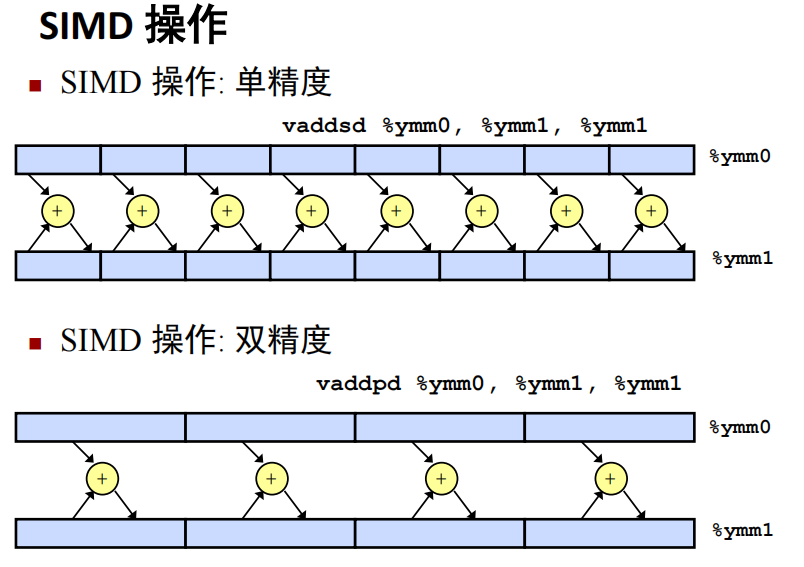 SIMD 操作
SIMD 操作: 单精度
vaddsd %ymm0, %ymm1, %ymm1
%ymm0
+ + + + + + + +
%ymm1
SIMD 操作: 双精度
vaddpd %ymm0, %ymm1, %ymm1
%ymm0
+ + + +
%ymm1